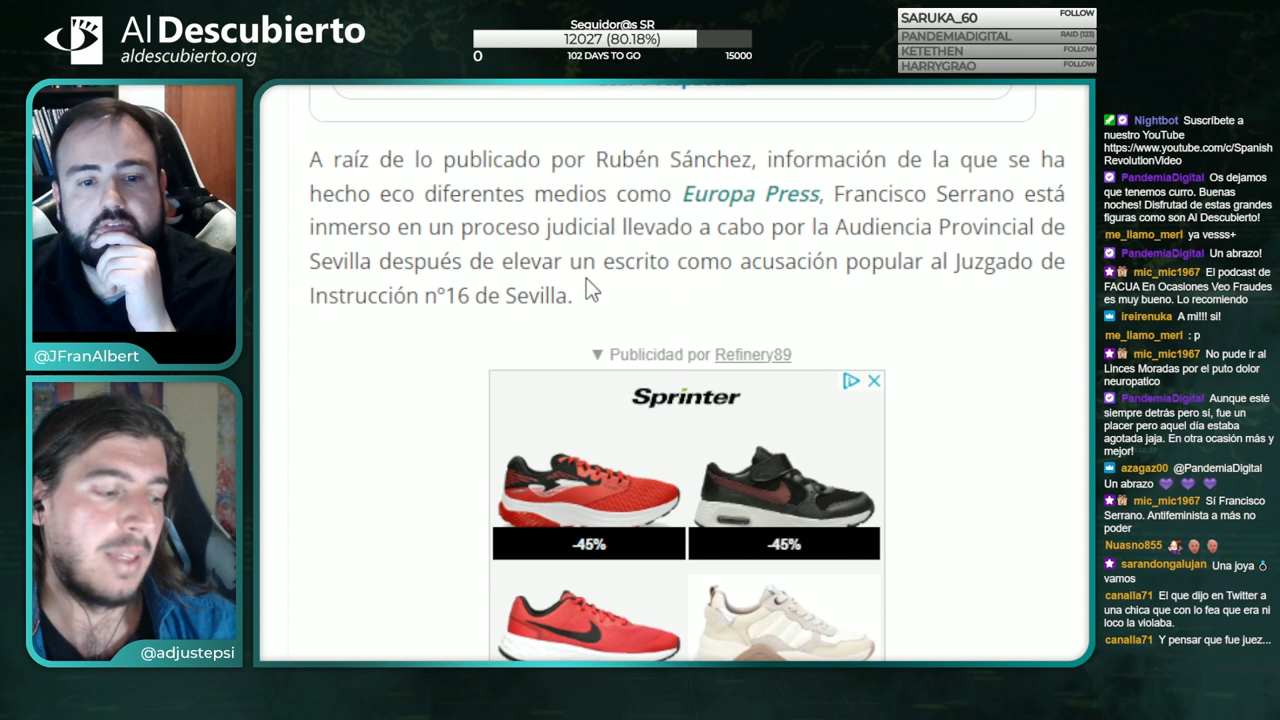 Al Descubierto
aldescubierto.org
Seguidor@s SR
12027 (80.18%)
0
102 DAYS TO GO
15000
SARUKA_60 FOLLOW
PANDEMIADIGITAL RAID (123)
KETETHEN FOLLOW
HARRYGRAO FOLLOW
@JFranAlbert
@adjustepsi
A raíz de lo publicado por Rubén Sánchez, información de la que se ha
hecho eco diferentes medios como Europa Press, Francisco Serrano está
inmerso en un proceso judicial llevado a cabo por la Audiencia Provincial de
Sevilla después de elevar un escrito como acusación popular al Juzgado de
Instrucción nº16 de Sevilla.
▼ Publicidad por Refinery89
Sprinter
-45%
-45%
Nightbot Suscríbete a
nuestro YouTube
https://www.youtube.com/c/Spanish
RevolutionVideo
PandemiaDigital Os dejamos
que tenemos curro. Buenas
noches! Disfrutad de estas grandes
figuras como son Al Descubierto!
me_llamo_merl ya vesss+
PandemiaDigital Un abrazo!
mic_mic1967 El podcast de
FACUA En Ocasiones Veo Fraudes
es muy bueno. Lo recomiendo
ireirenuka A mi!!! si!
me_llamo_merl : p
mic_mic1967 No pude ir al
Linces Moradas por el puto dolor
neuropatico
PandemiaDigital Aunque esté
siempre detrás pero sí, fue un
placer pero aquel día estaba
agotada jaja. En otra ocasión más y
mejor!
azagaz00 @PandemiaDigital
Un abrazo 💜 💜 💜
mic_mic1967 Sí Francisco
Serrano. Antifeminista a más no
poder
Nuasno855
sarandongalujan Una joya 💍
vamos
canalla71 El que dijo en Twitter a
una chica que con lo fea que era ni
loco la violaba.
canalla71 Y pensar que fue juez...